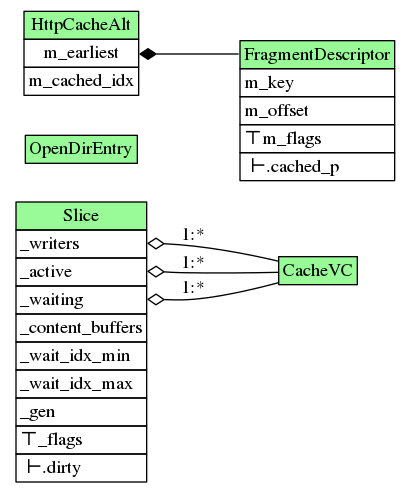 HttpCacheAlt
m_earliest
m_cached_idx
FragmentDescriptor
m_key
m_offset
⊤m_flags
⊢.cached_p
OpenDirEntry
Slice
_writers
_active
_waiting
_content_buffers
_wait_idx_min
_wait_idx_max
_gen
⊤_flags
⊢.dirty
1:*
1:*
1:*
CacheVC